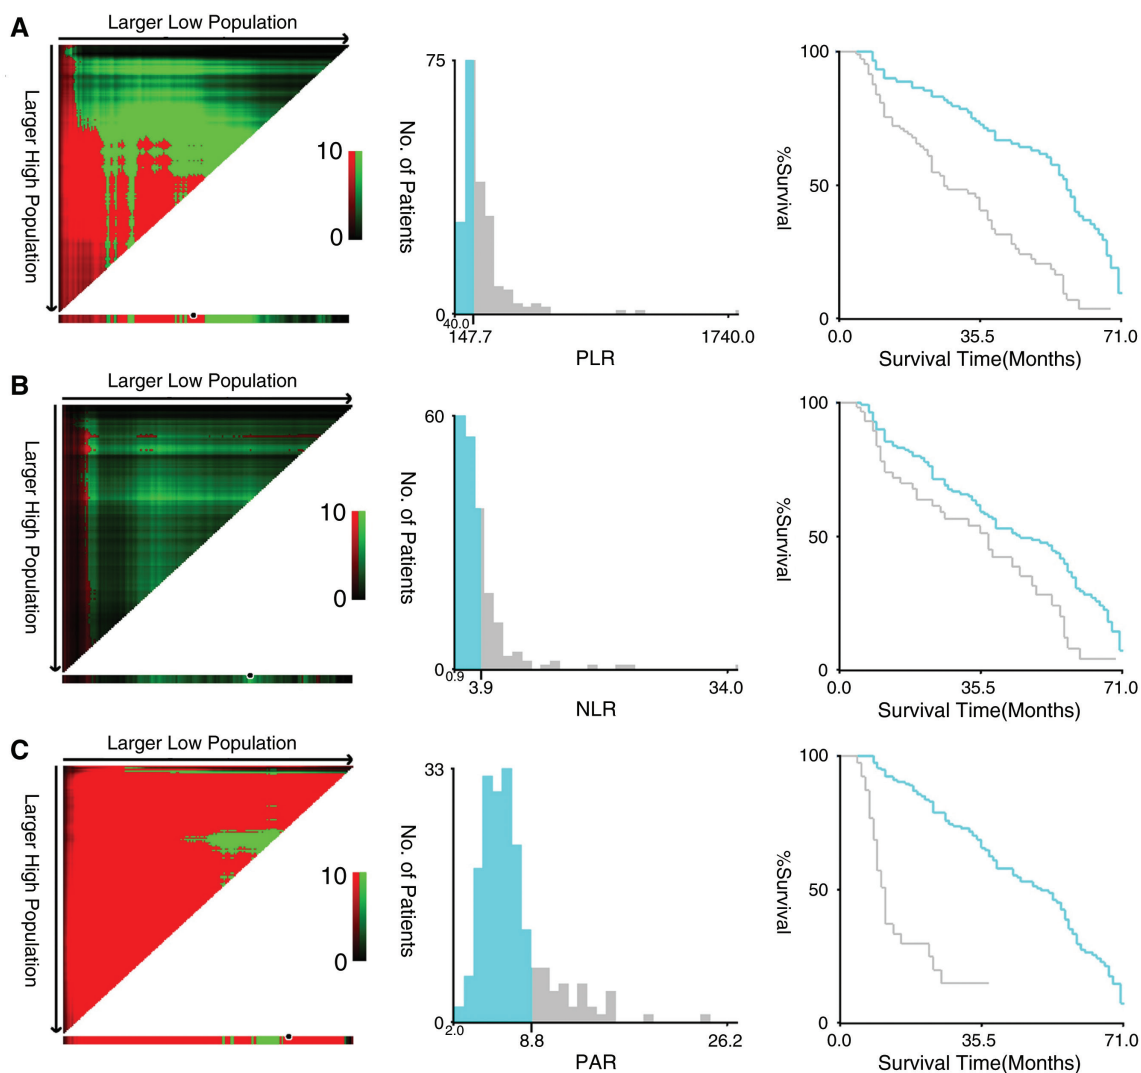 A
Larger Low Population
Larger High Population
10
0
75
No. of Patients
0
40.0
147.7
1740.0
PLR
100
%Survival
50
0
0.0
35.5
71.0
Survival Time(Months)
B
Larger Low Population
Larger High Population
10
0
60
No. of Patients
0
0.9
3.9
34.0
NLR
100
%Survival
50
0
0.0
35.5
71.0
Survival Time(Months)
C
Larger Low Population
Larger High Population
10
0
33
No. of Patients
0
2.0
8.8
26.2
PAR
100
%Survival
50
0
0.0
35.5
71.0
Survival Time(Months)